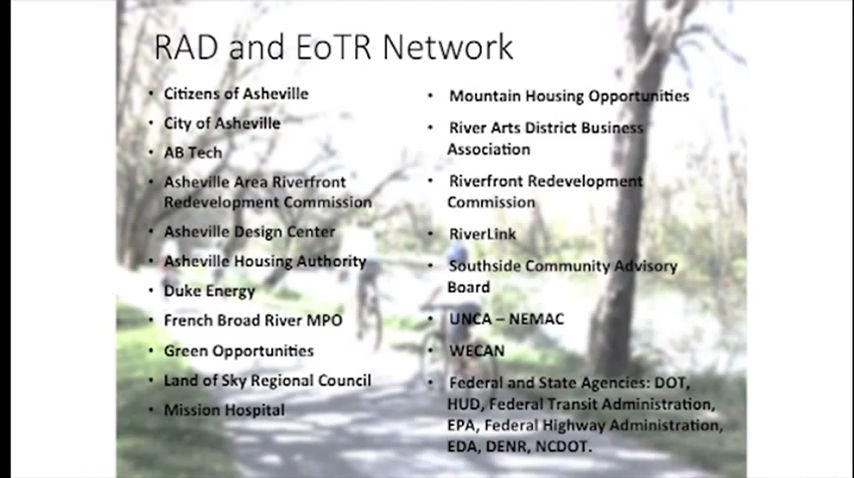 RAD and EoTR Network
• Citizens of Asheville
• City of Asheville
• AB Tech
• Asheville Area Riverfront
Redevelopment Commission
• Asheville Design Center
• Asheville Housing Authority
• Duke Energy
• French Broad River MPO
• Green Opportunities
• Land of Sky Regional Council
• Mission Hospital
• Mountain Housing Opportunities
• River Arts District Business
Association
• Riverfront Redevelopment
Commission
• RiverLink
• Southside Community Advisory
Board
• UNCA – NEMAC
• WECAN
• Federal and State Agencies: DOT,
HUD, Federal Transit Administration,
EPA, Federal Highway Administration,
EDA, DENR, NCDOT.